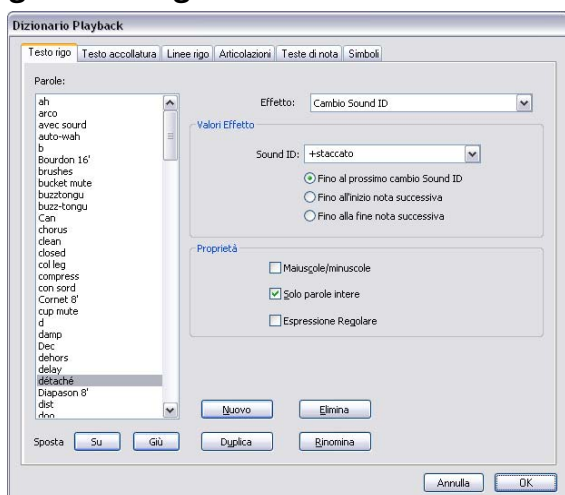 Dizionario Playback
Testo rigo Testo accollatura Linee rigo Articolazioni Teste di nota Simboli
Parole:
ah
arco
avec sourd
auto-wah
b
Bourdon 16'
brushes
bucket mute
buzztongu
buzz-tongu
Can
chorus
clean
closed
col leg
compress
con sord
Cornet 8'
cup mute
d
damp
Dec
dehors
delay
détaché
Diapason 8'
dist
doo
Effetto: Cambio Sound ID
Valori Effetto
Sound ID: +staccato
Fino al prossimo cambio Sound ID
Fino all'inizio nota successiva
Fino alla fine nota successiva
Proprietà
Maiuscole/minuscole
Solo parole intere
Espressione Regolare
Nuovo Elimina
Sposta Su Giù Duplica Rinomina
Annulla OK